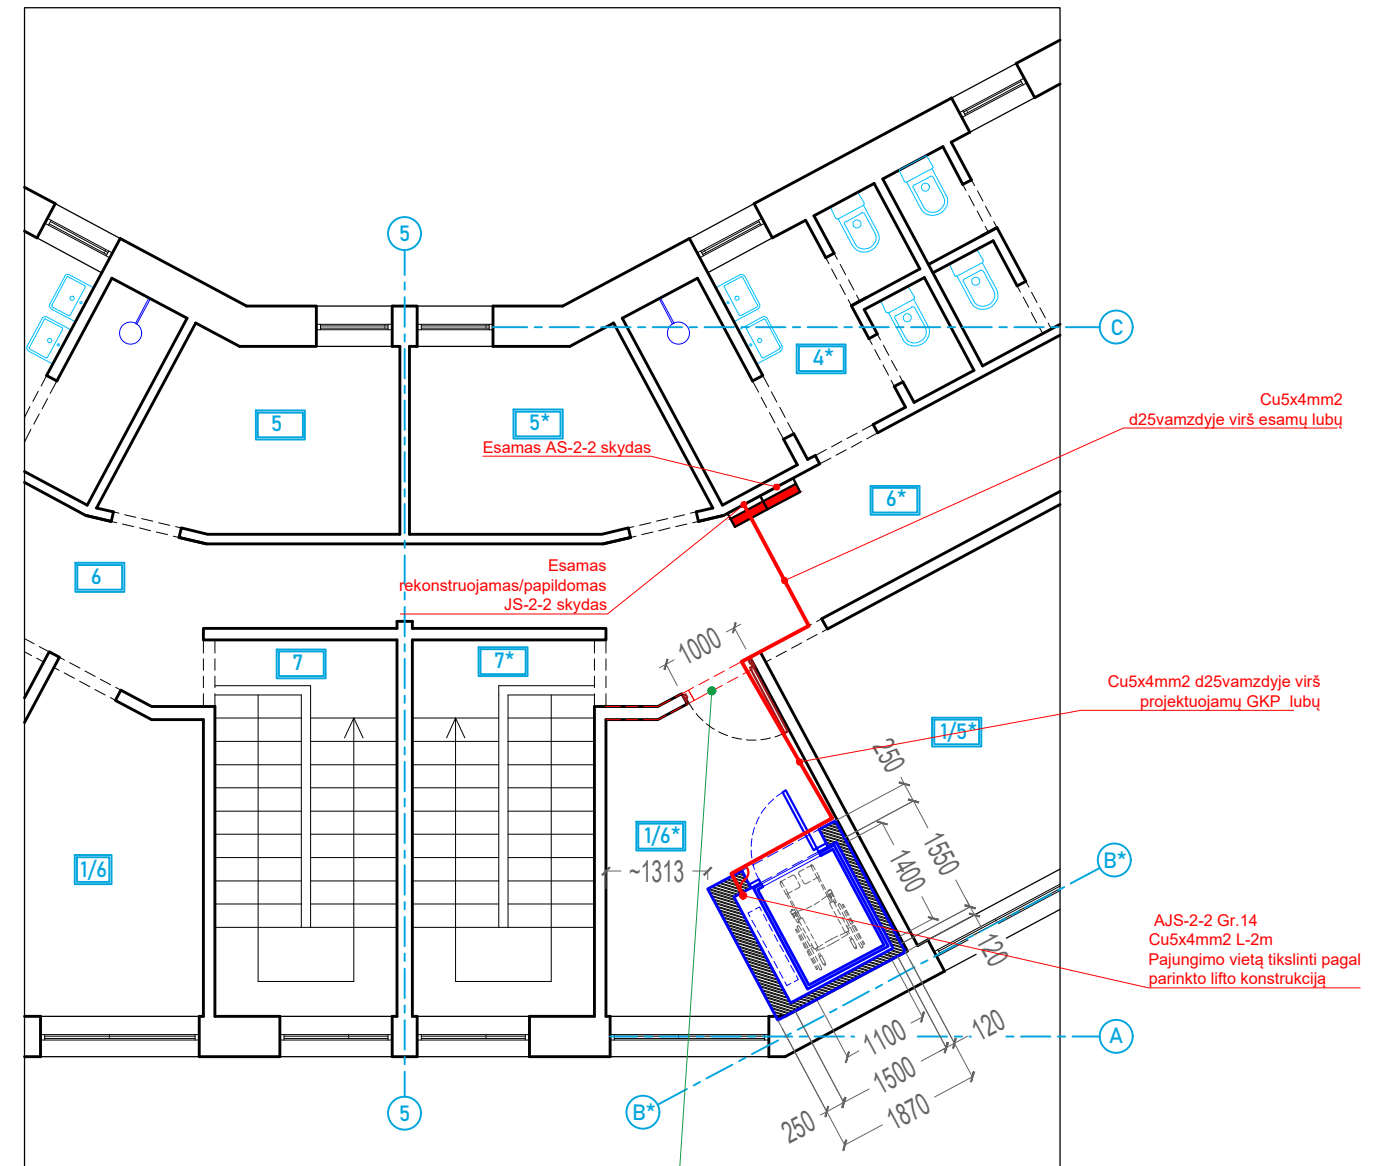 5
C
4*
Cu5x4mm2
d25vamzdyje virš esamų lubų
5
5*
Esamas AS-2-2 skydas
6*
Esamas
rekonstruojamas/papildomas
JS-2-2 skydas
6
7
7*
1000
Cu5x4mm2 d25vamzdyje virš
projektuojamų GKP lubų
1/5*
250
1/6*
1550
1400
~1313
1/6
B*
AJS-2-2 Gr.14
Cu5x4mm2 L-2m
Pajungimo vietą tikslinti pagal
parinkto lifto konstrukciją
120
1100
120
A
1500
1870
250
5
B*